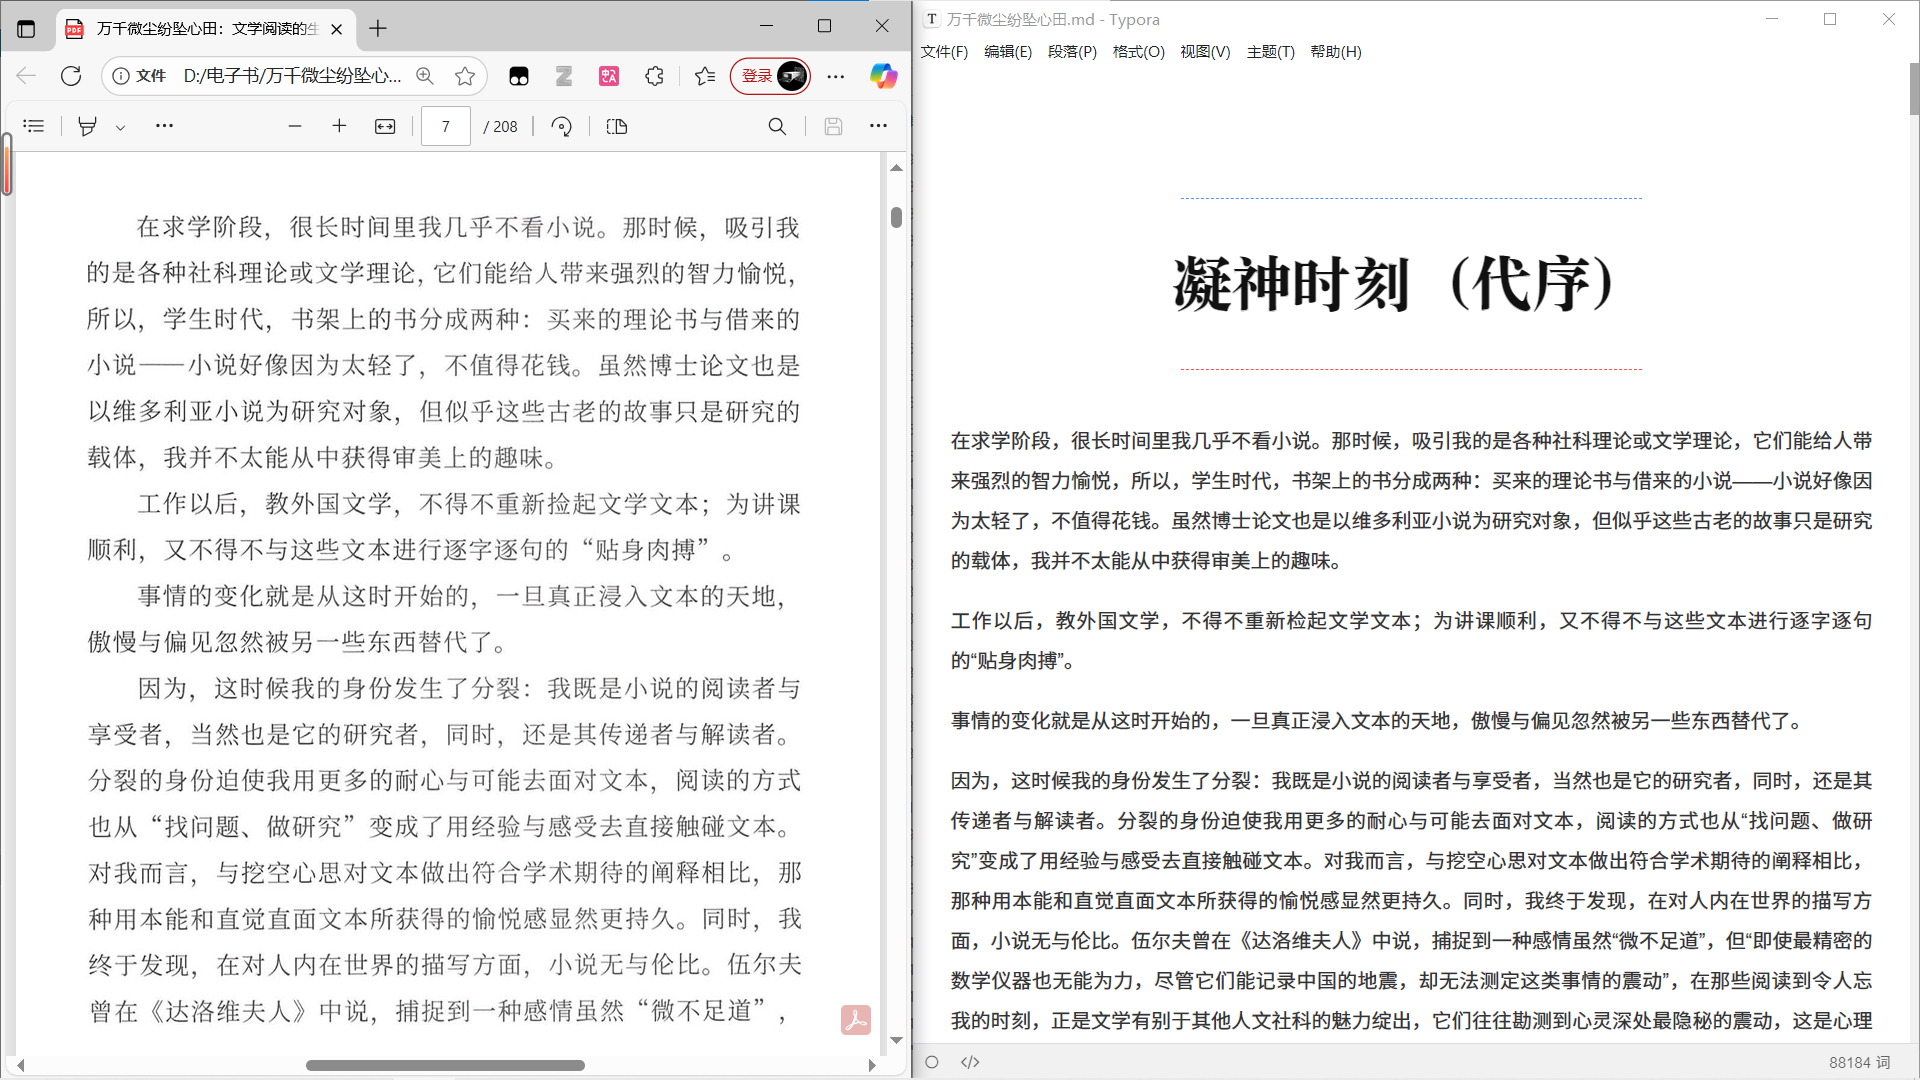 万千微尘纷坠心田：文学阅读的生
文件 D:/电子书/万千微尘纷坠心...
登录
7 / 208
在求学阶段，很长时间里我几乎不看小说。那时候，吸引我
的是各种社科理论或文学理论，它们能给人带来强烈的智力愉悦，
所以，学生时代，书架上的书分成两种：买来的理论书与借来的
小说——小说好像因为太轻了，不值得花钱。虽然博士论文也是
以维多利亚小说为研究对象，但似乎这些古老的故事只是研究的
载体，我并不太能从中获得审美上的趣味。
工作以后，教外国文学，不得不重新捡起文学文本；为讲课
顺利，又不得不与这些文本进行逐字逐句的“贴身肉搏”。
事情的变化就是从这时开始的，一旦真正浸入文本的天地，
傲慢与偏见忽然被另一些东西替代了。
因为，这时候我的身份发生了分裂：我既是小说的阅读者与
享受者，当然也是它的研究者，同时，还是其传递者与解读者。
分裂的身份迫使我用更多的耐心与可能去面对文本，阅读的方式
也从“找问题、做研究”变成了用经验与感受去直接触碰文本。
对我而言，与挖空心思对文本做出符合学术期待的阐释相比，那
种用本能和直觉直面文本所获得的愉悦感显然更持久。同时，我
终于发现，在对人内在世界的描写方面，小说无与伦比。伍尔夫
曾在《达洛维夫人》中说，捕捉到一种感情虽然“微不足道”，
T 万千微尘纷坠心田.md - Typora
文件(F) 编辑(E) 段落(P) 格式(O) 视图(V) 主题(T) 帮助(H)
凝神时刻（代序）
在求学阶段，很长时间里我几乎不看小说。那时候，吸引我的是各种社科理论或文学理论，它们能给人带
来强烈的智力愉悦，所以，学生时代，书架上的书分成两种：买来的理论书与借来的小说——小说好像因
为太轻了，不值得花钱。虽然博士论文也是以维多利亚小说为研究对象，但似乎这些古老的故事只是研究
的载体，我并不太能从中获得审美上的趣味。
工作以后，教外国文学，不得不重新检起文学文本；为讲课顺利，又不得不与这些文本进行逐字逐句
的“贴身肉搏”。
事情的变化就是从这时开始的，一旦真正浸入文本的天地，傲慢与偏见忽然被另一些东西替代了。
因为，这时候我的身份发生了分裂：我既是小说的阅读者与享受者，当然也是它的研究者，同时，还是其
传递者与解读者。分裂的身份迫使我用更多的耐心与可能去面对文本，阅读的方式也从“找问题、做研
究”变成了用经验与感受去直接触碰文本。对我而言，与挖空心思对文本做出符合学术期待的阐释相比，
那种用本能和直觉直面文本所获得的愉悦感显然更持久。同时，我终于发现，在对人内在世界的描写方
面，小说无与伦比。伍尔夫曾在《达洛维夫人》中说，捕捉到一种感情虽然“微不足道”，但“即使最精密的
数学仪器也无能为力，尽管它们能记录中国的地震，却无法测定这类事情的震动”，在那些阅读到令人忘
我的时刻，正是文学有别于其他人文社科的魅力绽出，它们往往勘测到心灵深处最隐秘的震动，这是心理
88184 词